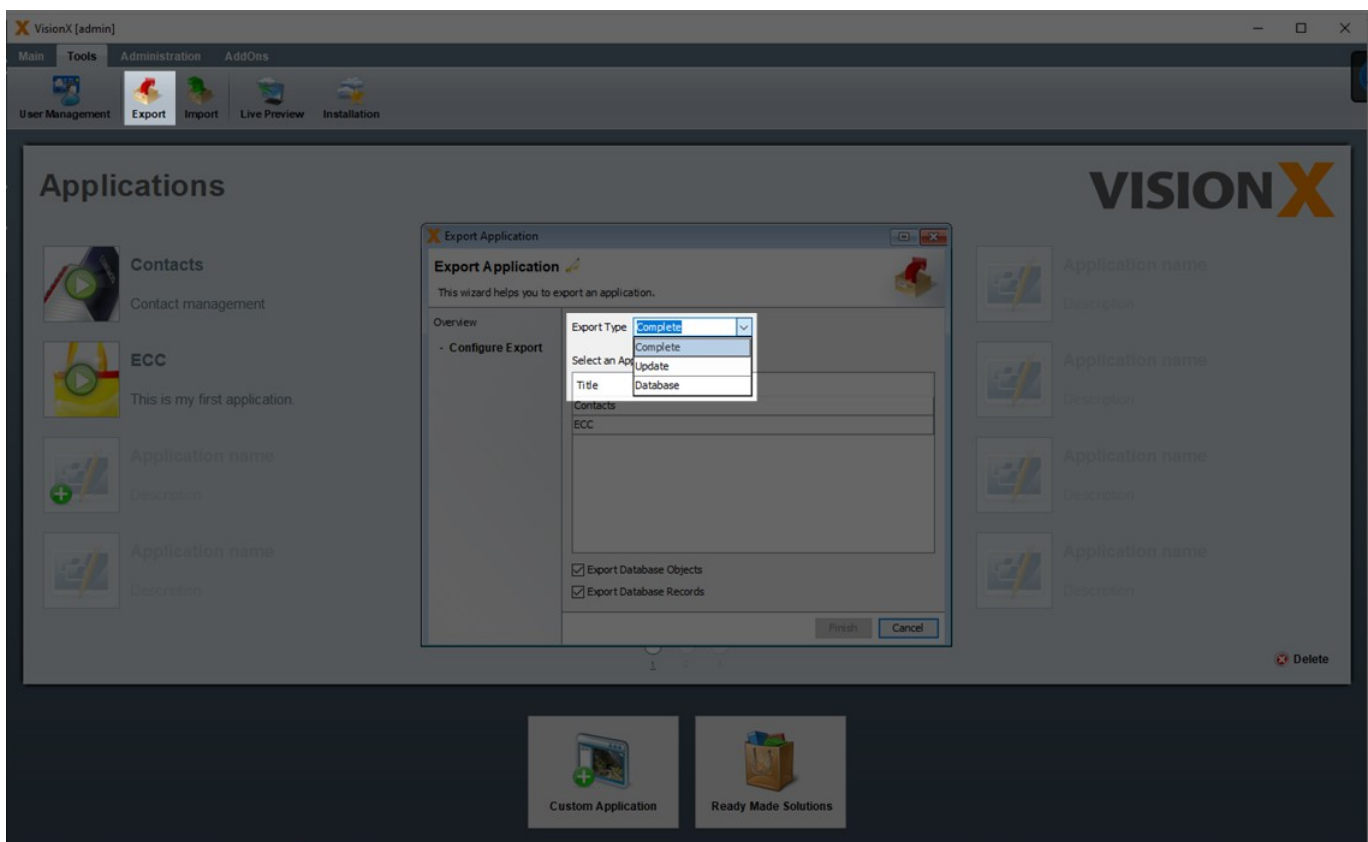 VisionX [admin]
Main Tools Administration AddOns
User Management Export Import Live Preview Installation
Applications
VISIONX
Contacts
Contact management
ECC
This is my first application.
Application name
Description
Application name
Description
Export Application
Export Application
This wizard helps you to export an application.
Overview
- Configure Export
Export Type Complete
Complete
Update
Database
Select an Ap
Title
Contacts
ECC
Export Database Objects
Export Database Records
Finish Cancel
Application name
Description
Application name
Description
Application name
Description
Application name
Description
1
Delete
Custom Application
Ready Made Solutions